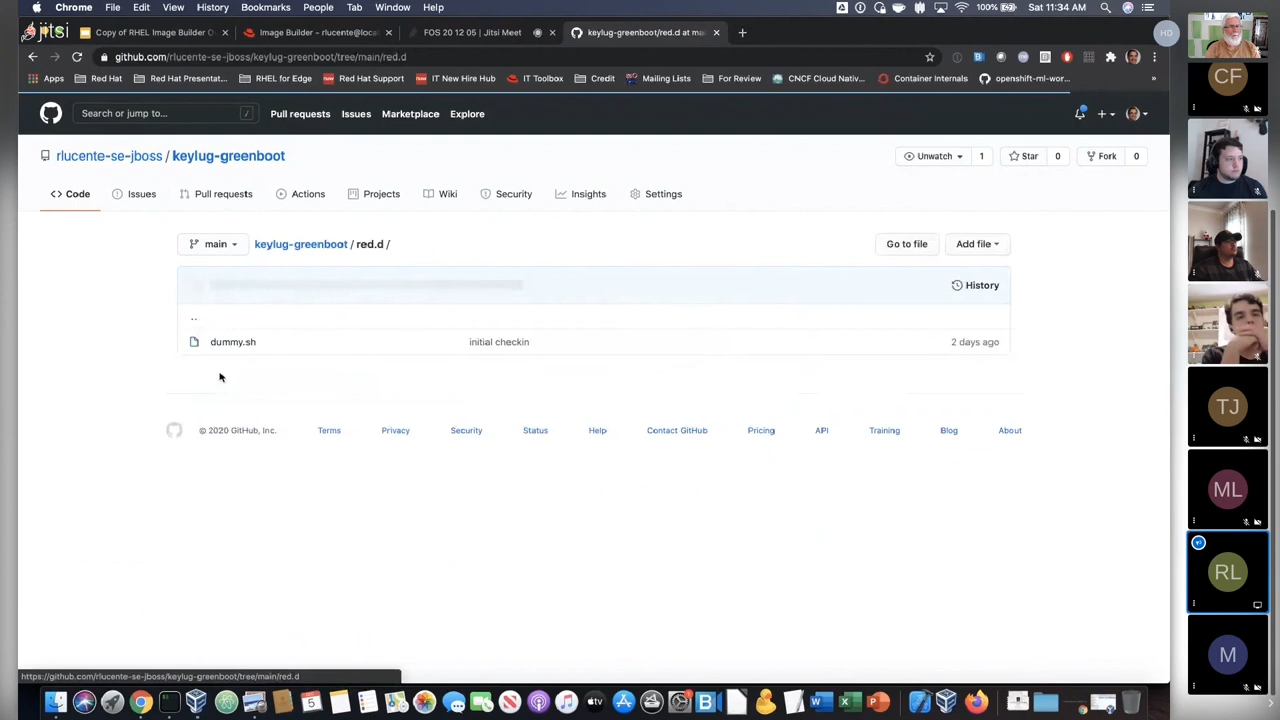 Chrome File Edit View History Bookmarks People Tab Window Help 100% Sat 11:34 AM
jitsi Copy of RHEL Image Builder O Image Builder - rlucente@loca FOS 20 12 05 | Jitsi Meet keylug-greenboot/red.d at mai
github.com/rlucente-se-jboss/keylug-greenboot/tree/main/red.d
Apps Red Hat Red Hat Presentat... RHEL for Edge Red Hat Support IT New Hire Hub IT Toolbox Credit Mailing Lists For Review CNCF Cloud Nativ... Container Internals openshift-ml-wor... »
Search or jump to... / Pull requests Issues Marketplace Explore
rlucente-se-jboss / keylug-greenboot Unwatch 1 Star 0 Fork 0
Code Issues Pull requests Actions Projects Wiki Security Insights Settings
main keylug-greenboot / red.d / Go to file Add file
History
..
dummy.sh initial checkin 2 days ago
© 2020 GitHub, Inc. Terms Privacy Security Status Help Contact GitHub Pricing API Training Blog About
https://github.com/rlucente-se-jboss/keylug-greenboot/tree/main/red.d
HD
CF
TJ
ML
RL
M